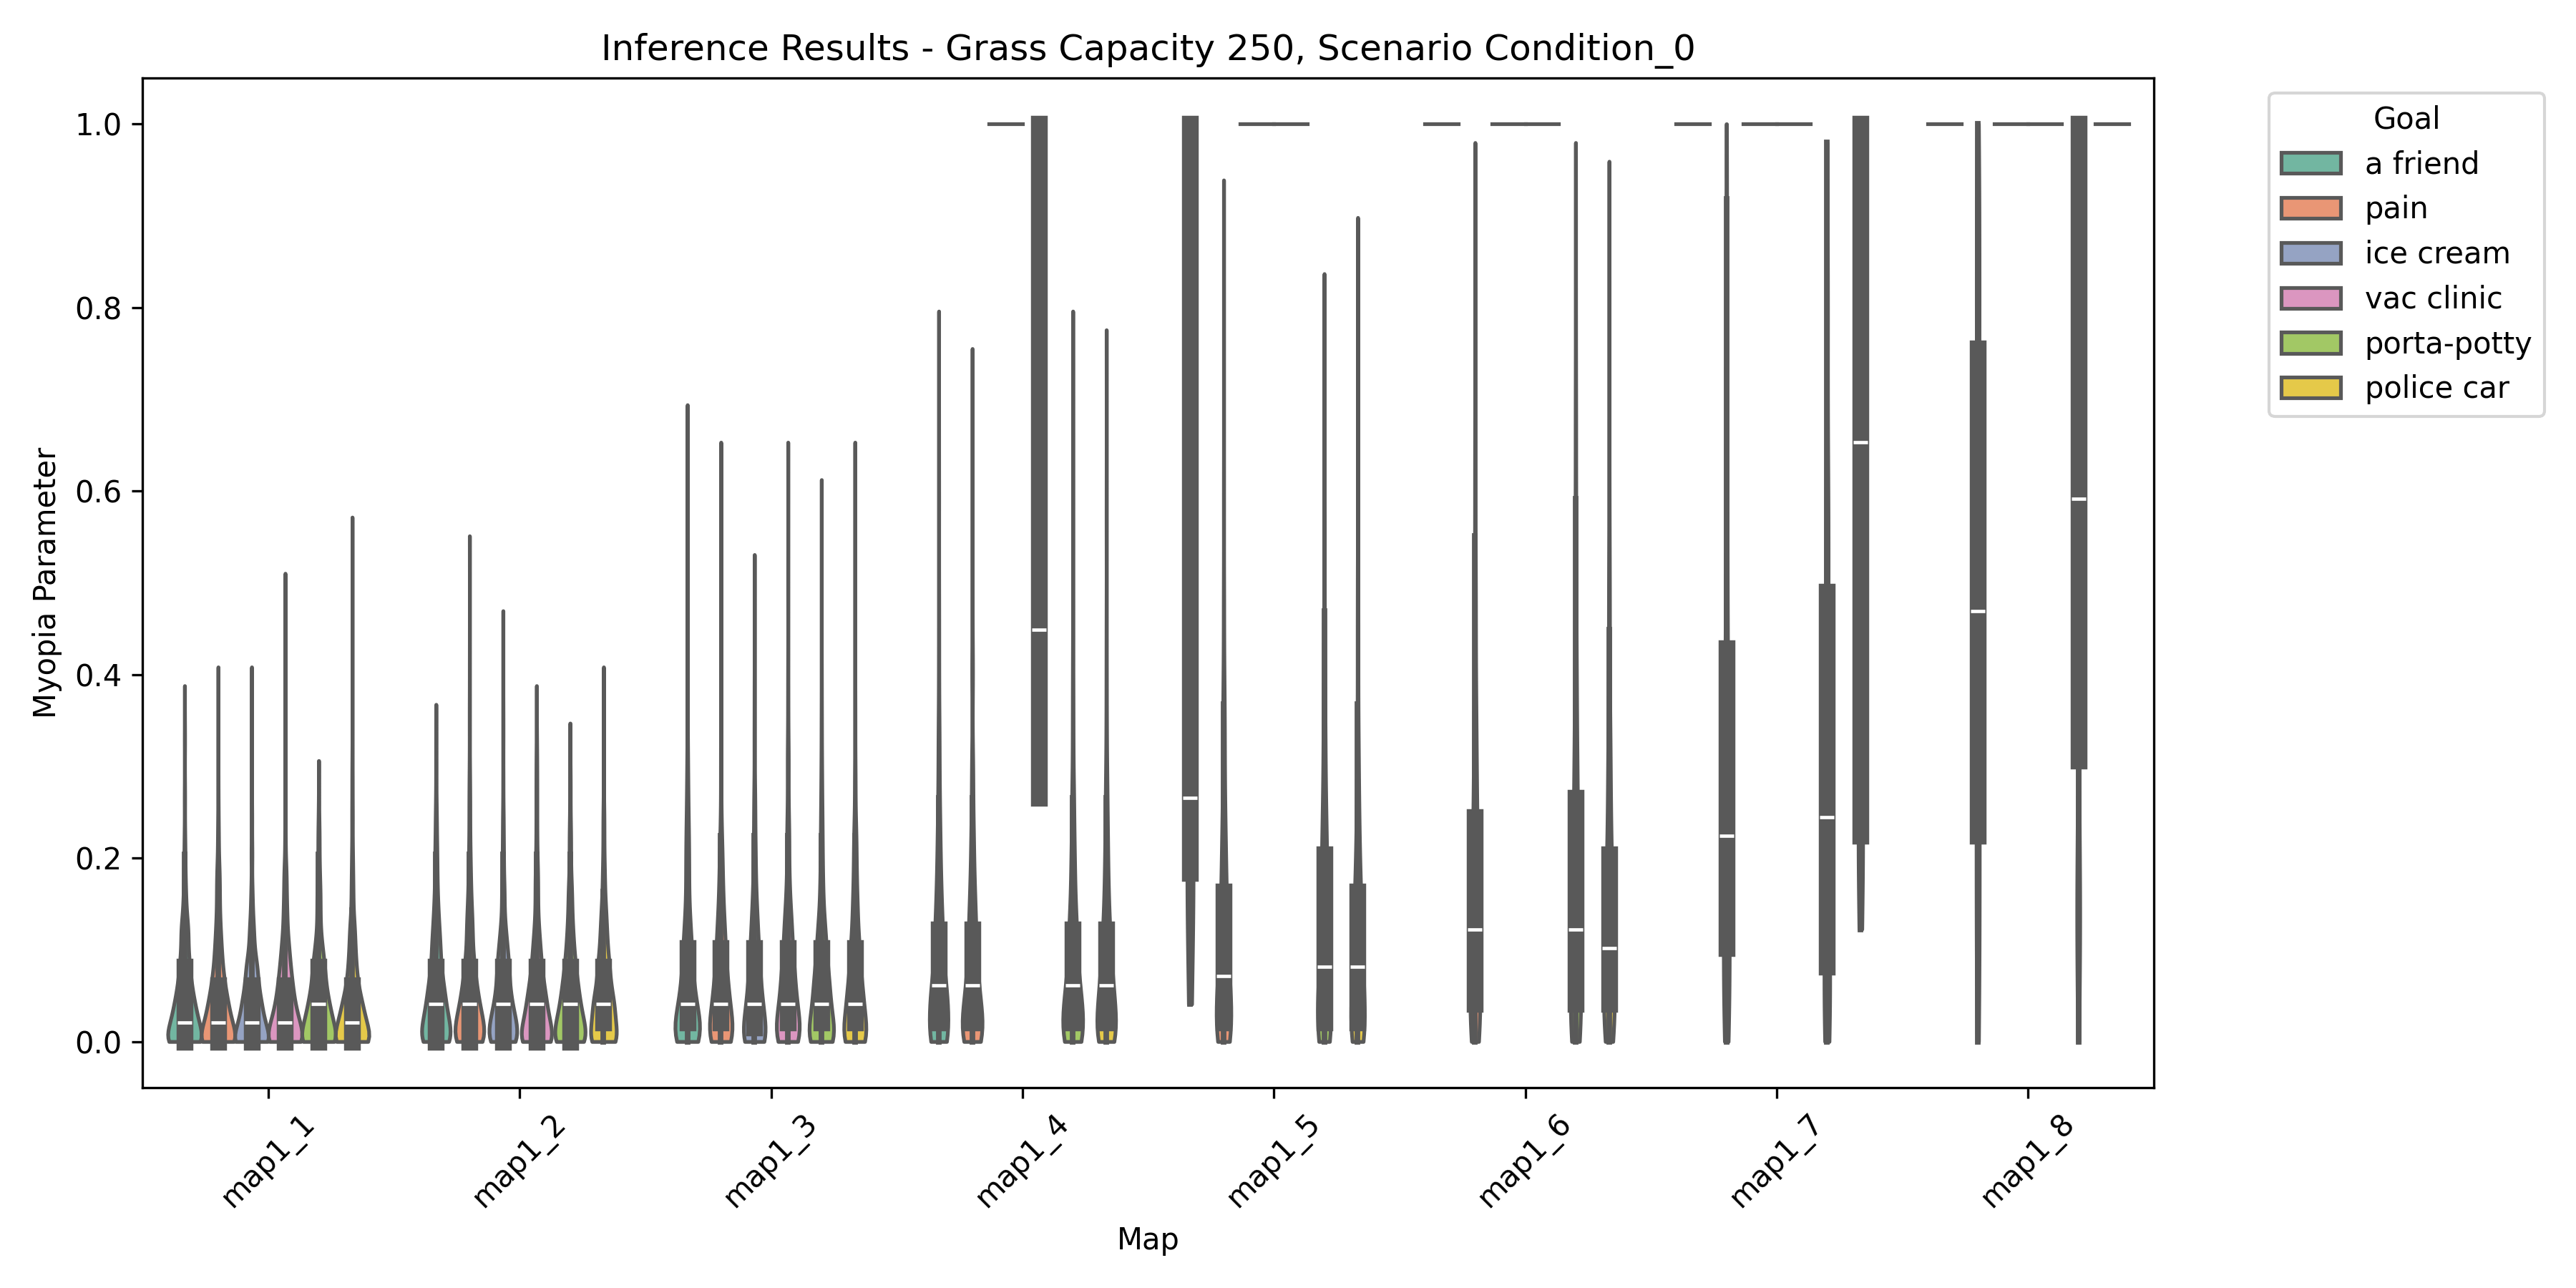 Inference Results - Grass Capacity 250, Scenario Condition_0
Myopia Parameter
1.0
0.8
0.6
0.4
0.2
0.0
map1_1
map1_2
map1_3
map1_4
map1_5
map1_6
map1_7
map1_8
Map
Goal
a friend
pain
ice cream
vac clinic
porta-potty
police car